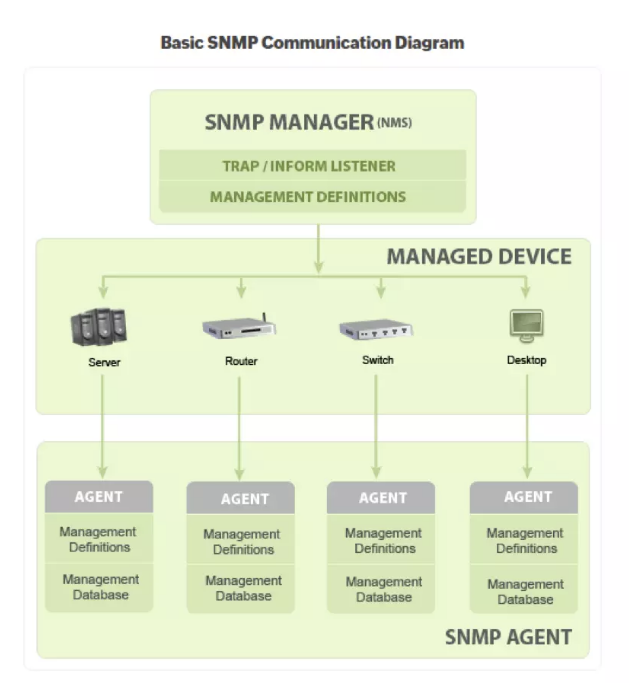 Basic SNMP Communication Diagram
SNMP MANAGER (NMS)
TRAP / INFORM LISTENER
MANAGEMENT DEFINITIONS
MANAGED DEVICE
Server
Router
Switch
Desktop
AGENT
Management
Definitions
Management
Database
AGENT
Management
Definitions
Management
Database
AGENT
Management
Definitions
Management
Database
AGENT
Management
Definitions
Management
Database
SNMP AGENT